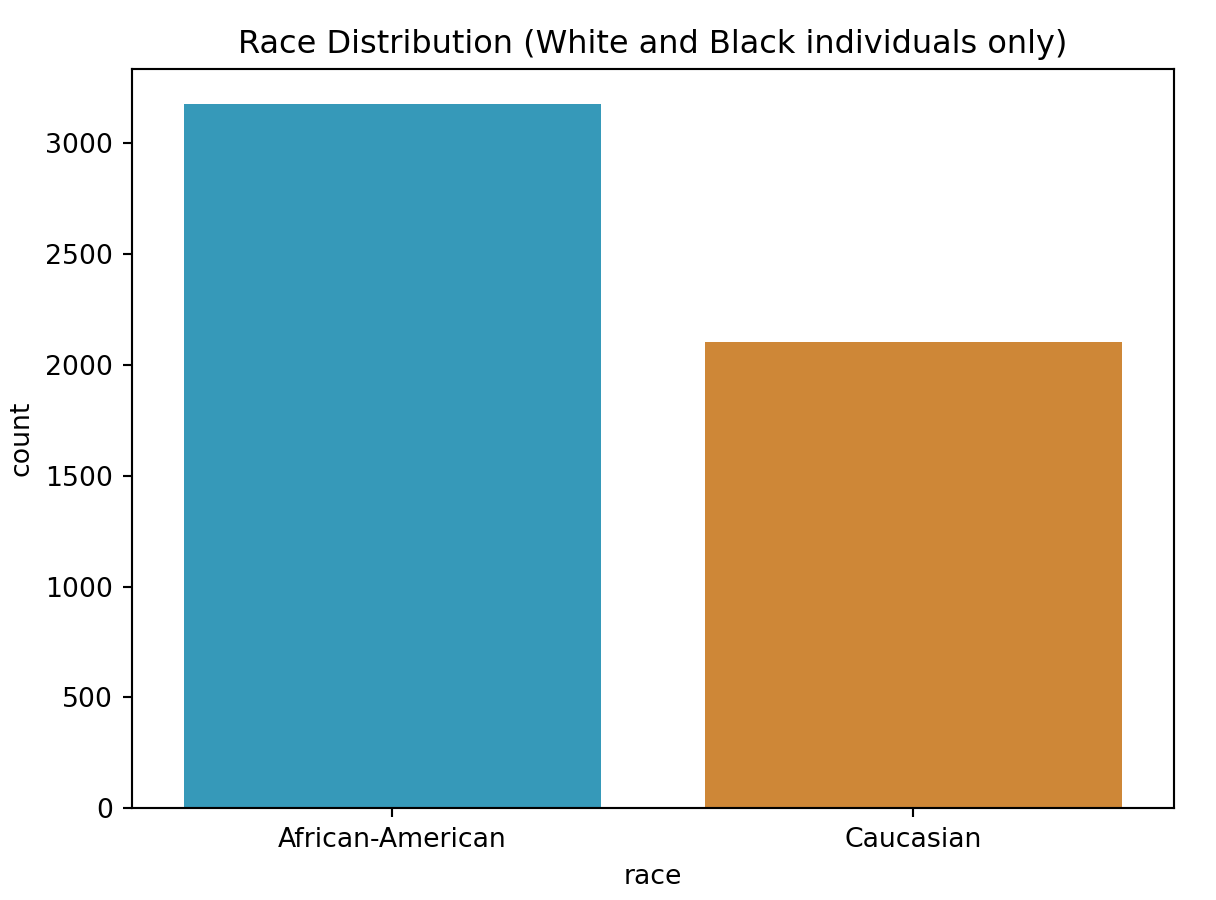 Race Distribution (White and Black individuals only)
count
3000
2500
2000
1500
1000
500
0
African-American Caucasian
race